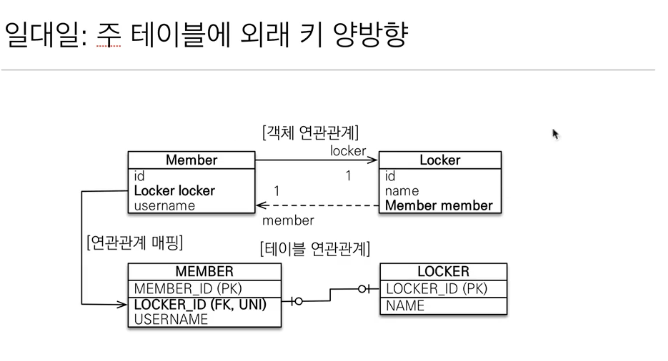 일대일: 주 테이블에 외래 키 양방향
[객체 연관관계]
Member
id
Locker locker
username
locker
1
1
member
Locker
id
name
Member member
[연관관계 매핑]
[테이블 연관관계]
MEMBER
MEMBER_ID (PK)
LOCKER_ID (FK, UNI)
USERNAME
LOCKER
LOCKER_ID (PK)
NAME